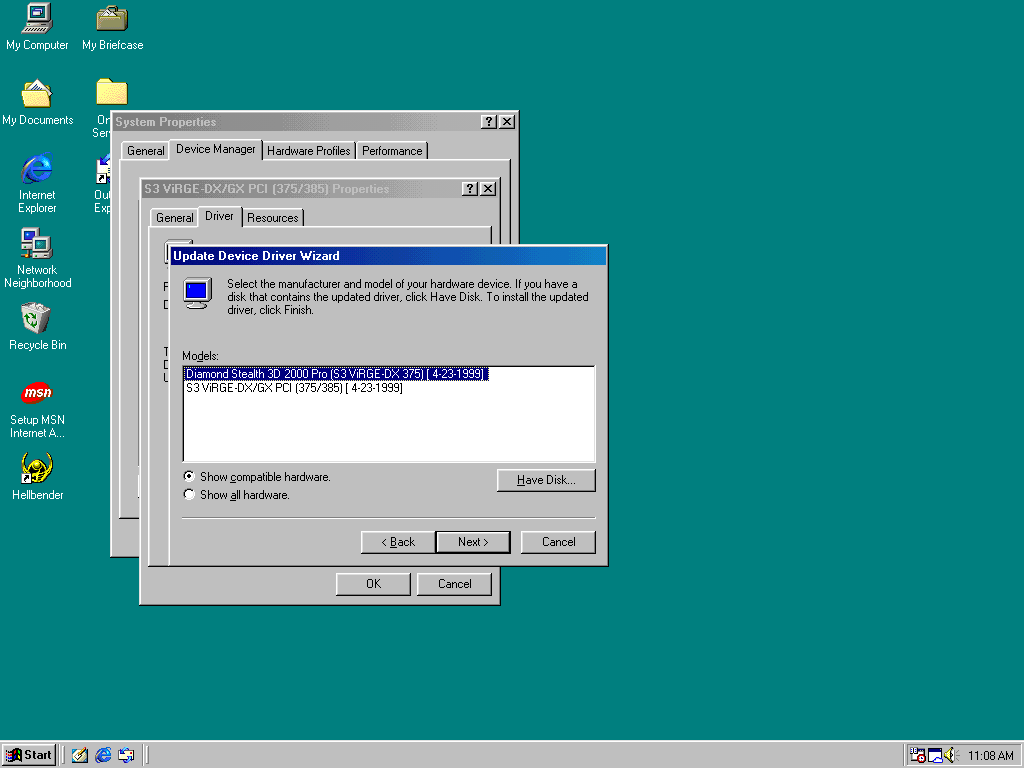 My Computer
My Briefcase
My Documents
Internet
Explorer
Network
Neighborhood
Recycle Bin
msn
Setup MSN
Internet A...
Hellbender
System Properties
General
Device Manager
Hardware Profiles
Performance
S3 ViRGE-DX/GX PCI (375/385) Properties
General
Driver
Resources
Update Device Driver Wizard
Select the manufacturer and model of your hardware device. If you have a
disk that contains the updated driver, click Have Disk. To install the updated
driver, click Finish.
Models:
Diamond Stealth 3D 2000 Pro (S3 ViRGE-DX 375) [ 4-23-1999]
S3 ViRGE-DX/GX PCI (375/385) [ 4-23-1999]
Show compatible hardware.
Show all hardware.
Have Disk...
< Back
Next >
Cancel
OK
Cancel
Start
11:08 AM